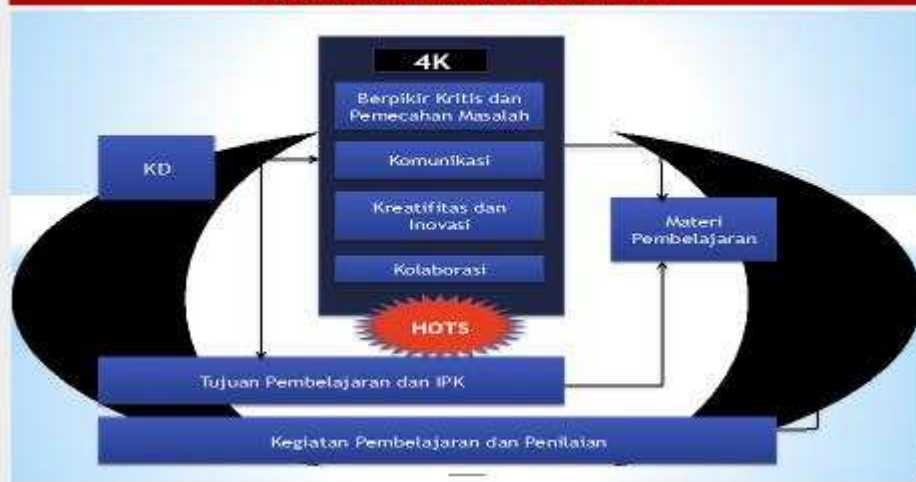 4K
Berpikir Kritis dan
Pemecahan Masalah
KD
Komunikasi
Kreatifitas dan
Inovasi
Materi
Pembelajaran
Kolaborasi
HOTS
Tujuan Pembelajaran dan IPK
Kegiatan Pembelajaran dan Penilaian